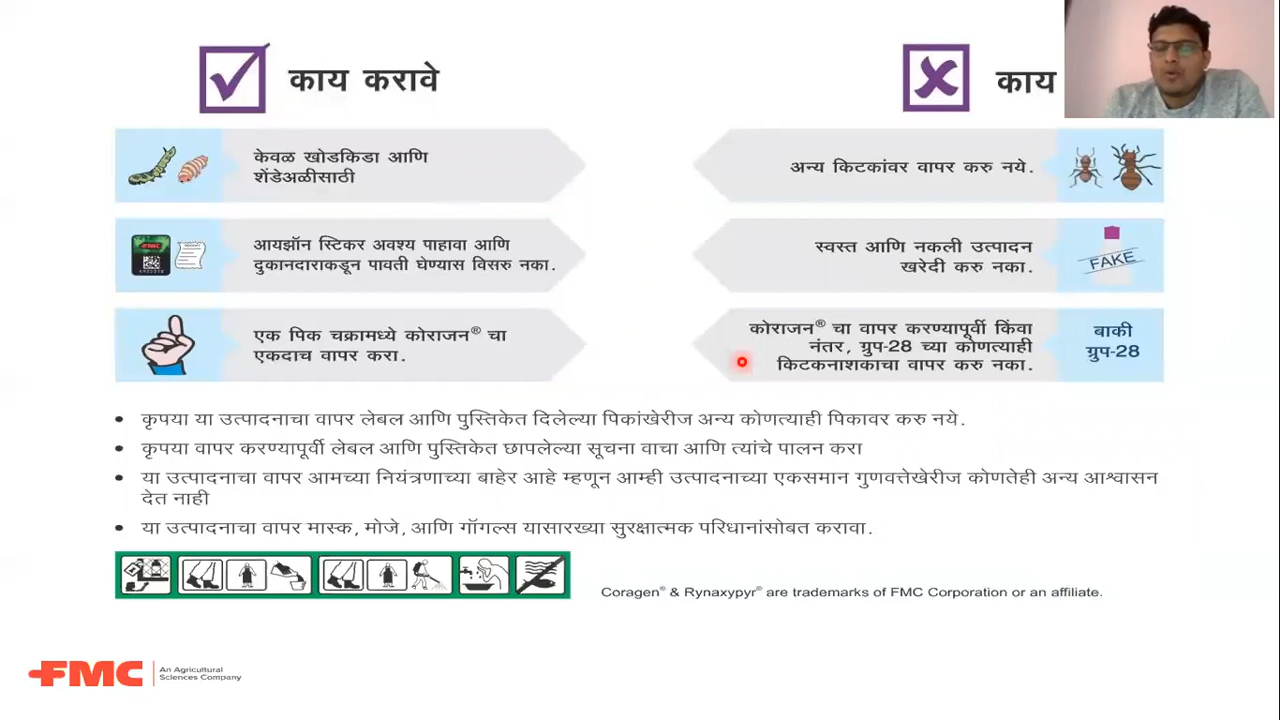 काय करावे
काय
केवळ खोडकिडा आणि
शेंडेअळीसाठी
अन्य किटकांवर वापर करु नये.
FMC
आयझॉन स्टिकर अवश्य पाहावा आणि
दुकानदाराकडून पावती घेण्यास विसरु नका.
स्वस्त आणि नकली उत्पादन
खरेदी करु नका.
FAKE
एक पिक चक्रामध्ये कोराजन® चा
एकदाच वापर करा.
कोराजन® चा वापर करण्यापूर्वी किंवा
नंतर, ग्रुप-28 च्या कोणत्याही
किटकनाशकाचा वापर करु नका.
बाकी
ग्रुप-28
• कृपया या उत्पादनाचा वापर लेबल आणि पुस्तिकेत दिलेल्या पिकांखेरीज अन्य कोणत्याही पिकावर करु नये.
• कृपया वापर करण्यापूर्वी लेबल आणि पुस्तिकेत छापलेल्या सूचना वाचा आणि त्यांचे पालन करा
• या उत्पादनाचा वापर आमच्या नियंत्रणाच्या बाहेर आहे म्हणून आम्ही उत्पादनाच्या एकसमान गुणवत्तेखेरीज कोणतेही अन्य आश्वासन
देत नाही
• या उत्पादनाचा वापर मास्क, मोजे, आणि गॉगल्स यासारख्या सुरक्षात्मक परिधानांसोबत करावा.
Coragen® & Rynaxypyr® are trademarks of FMC Corporation or an affiliate.
FMC
An Agricultural
Sciences Company